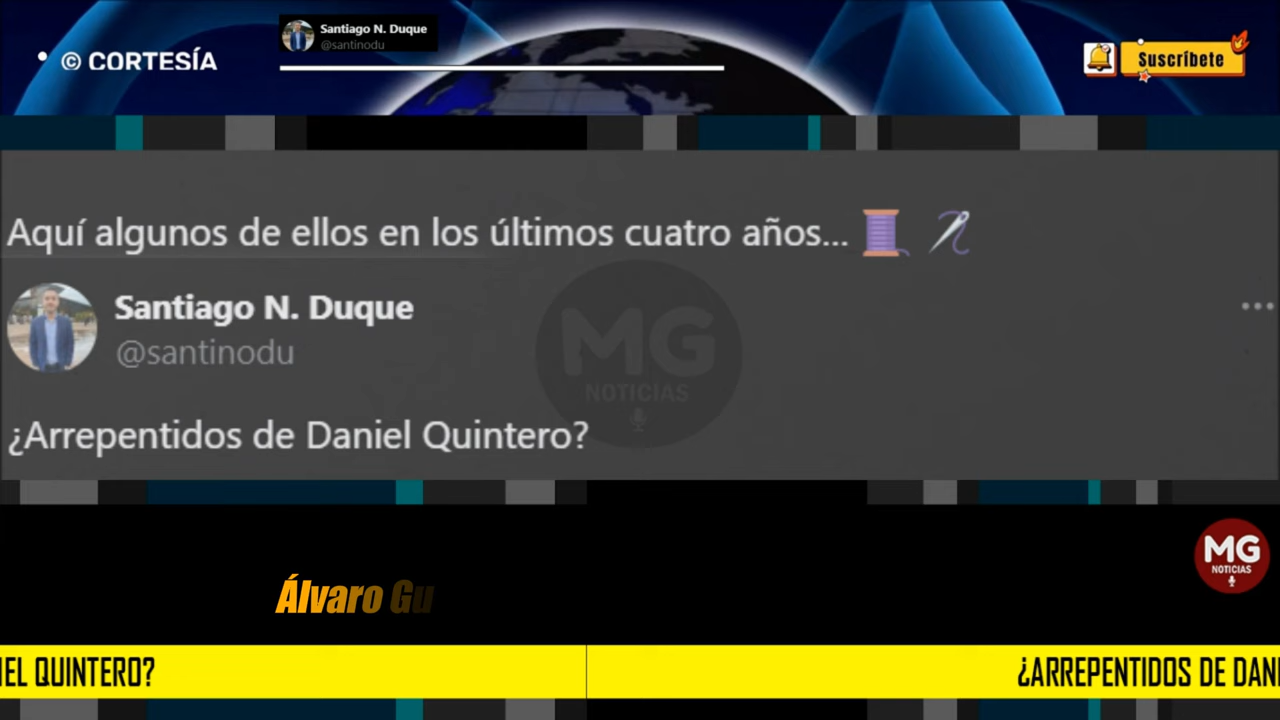 Santiago N. Duque
@santinodu
© CORTESÍA
Suscríbete
Aquí algunos de ellos en los últimos cuatro años...
Santiago N. Duque
@santinodu
MG
NOTICIAS
¿Arrepentidos de Daniel Quintero?
MG
NOTICIAS
Álvaro Gu
IEL QUINTERO?
¿ARREPENTIDOS DE DANI